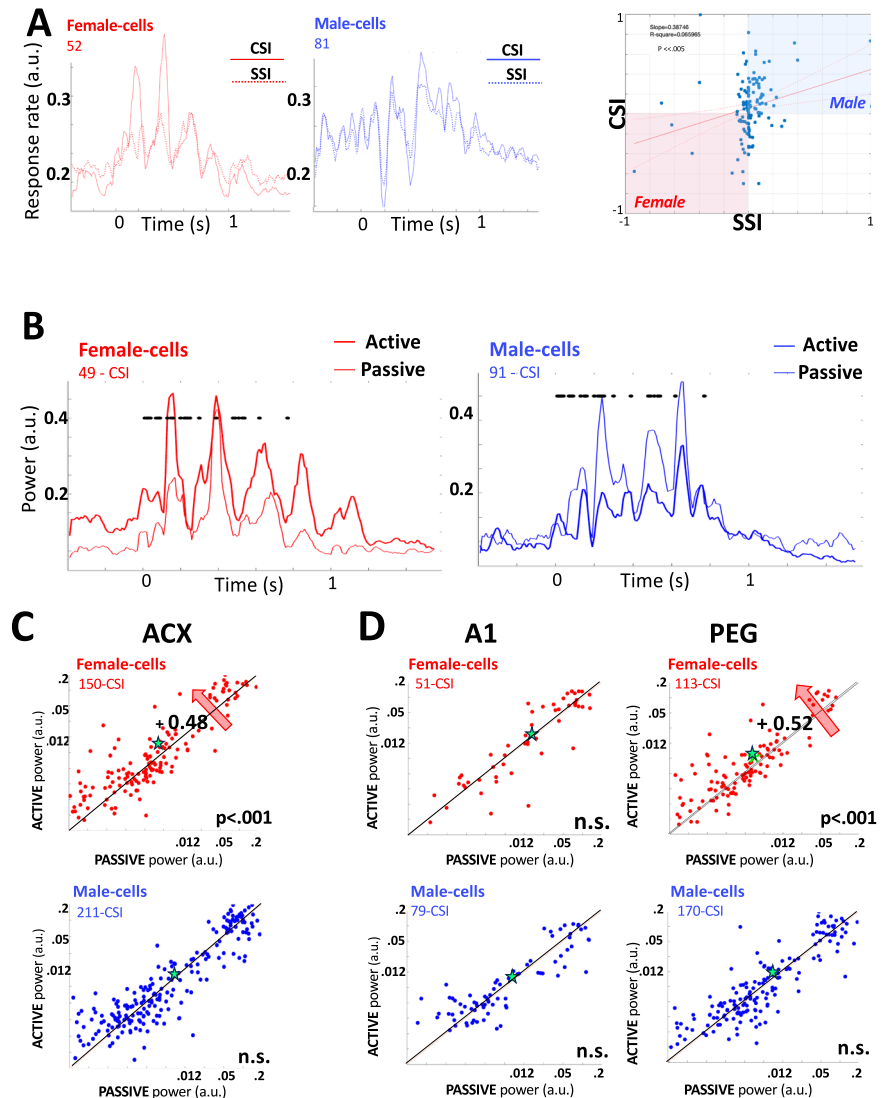 A
Female-cells
52
CSI
SSI
Response rate (a.u.)
0.3
0.2
0
Time (s)
1
Male-cells
81
CSI
SSI
0.3
0.2
0
Time (s)
1
Slope=0.38746
R-square=0.065965
P <<.005
1
CSI
Male
Female
-1
-1
SSI
1
B
Female-cells
49 - CSI
Active
Passive
Power (a.u.)
0.4
0.2
0
Time (s)
1
Male-cells
91 - CSI
Active
Passive
0.4
0.2
0
Time (s)
1
C
ACX
Female-cells
150-CSI
.2
.05
.012
ACTIVE power (a.u.)
+ 0.48
p<.001
.012
.05
.2
PASSIVE power (a.u.)
Male-cells
211-CSI
.2
.05
.012
ACTIVE power (a.u.)
n.s.
.012
.05
.2
PASSIVE power (a.u.)
D
A1
Female-cells
51-CSI
.2
.05
.012
ACTIVE power (a.u.)
n.s.
.012
.05
.2
PASSIVE power (a.u.)
PEG
Female-cells
113-CSI
.2
.05
.012
ACTIVE power (a.u.)
+ 0.52
p<.001
.012
.05
.2
PASSIVE power (a.u.)
Male-cells
79-CSI
.2
.05
.012
ACTIVE power (a.u.)
n.s.
.012
.05
.2
PASSIVE power (a.u.)
Male-cells
170-CSI
.2
.05
.012
ACTIVE power (a.u.)
n.s.
.012
.05
.2
PASSIVE power (a.u.)